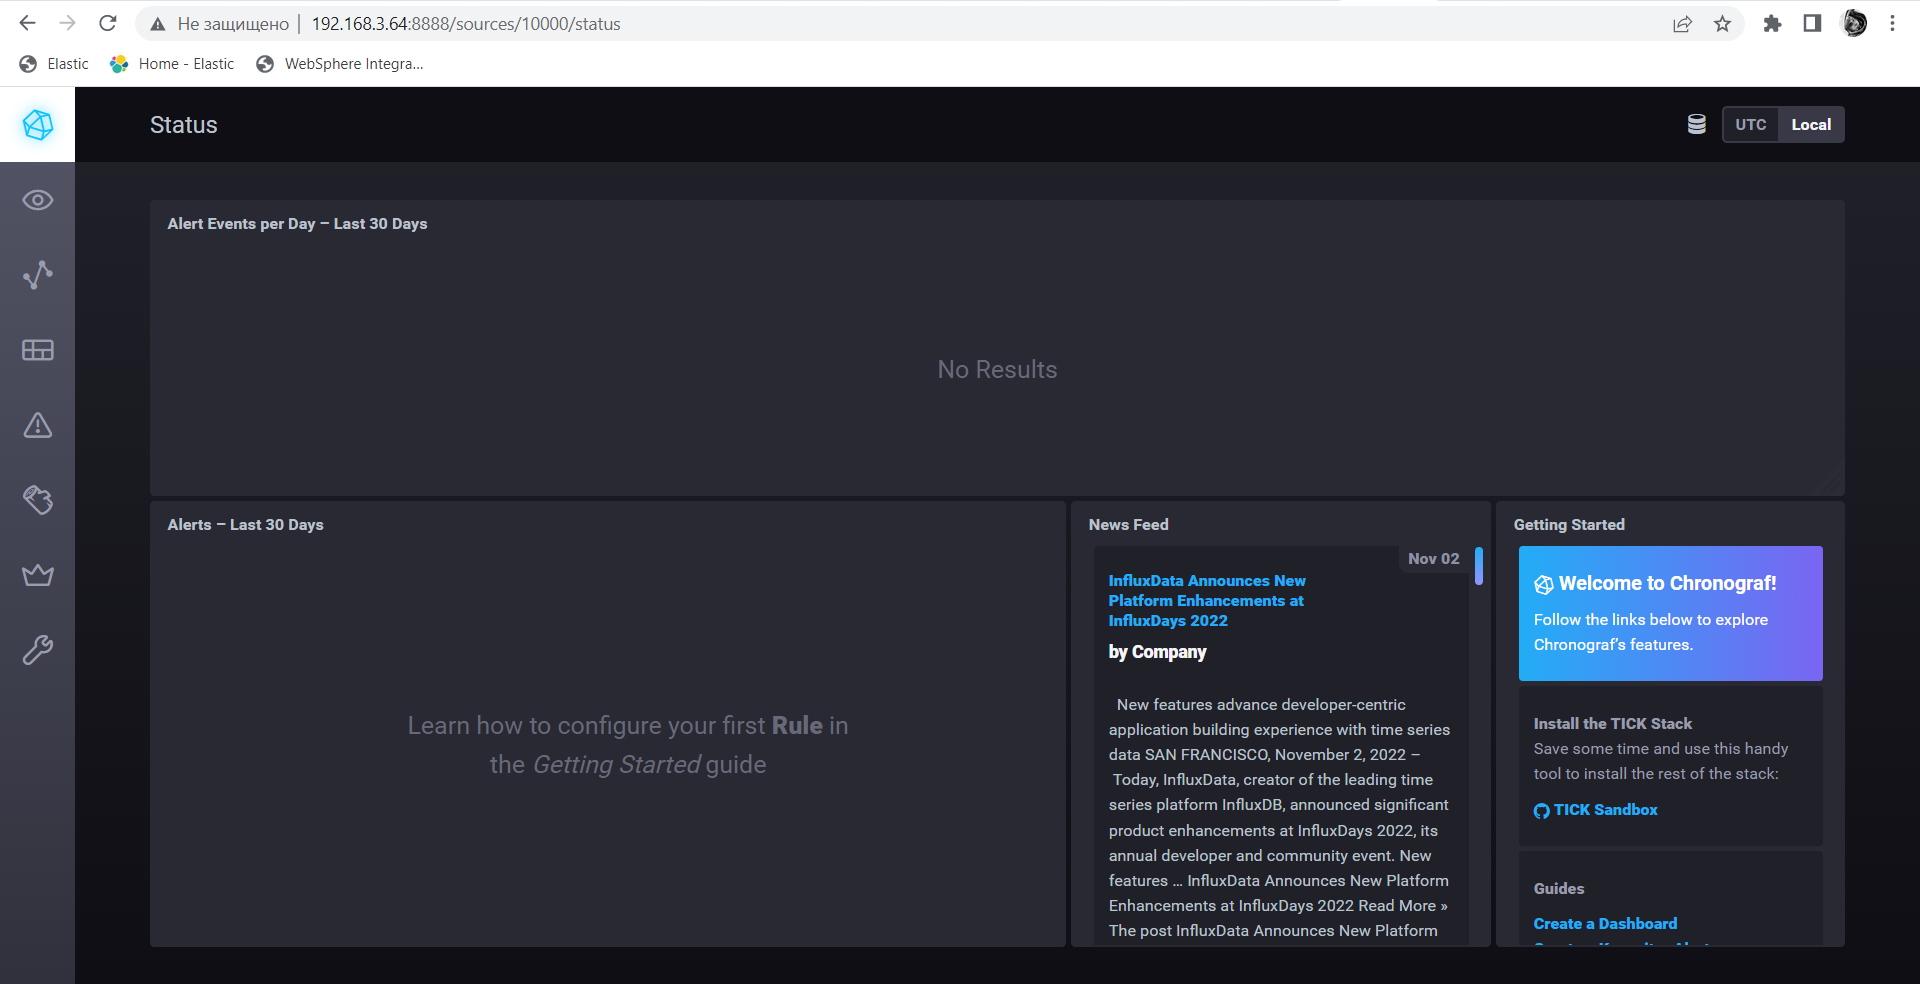 Не защищено 192.168.3.64:8888/sources/10000/status
Elastic Home - Elastic WebSphere Integra...
Status
UTC Local
Alert Events per Day – Last 30 Days
No Results
Alerts – Last 30 Days
Learn how to configure your first Rule in
the Getting Started guide
News Feed
Nov 02
InfluxData Announces New
Platform Enhancements at
InfluxDays 2022
by Company
New features advance developer-centric
application building experience with time series
data SAN FRANCISCO, November 2, 2022 –
Today, InfluxData, creator of the leading time
series platform InfluxDB, announced significant
product enhancements at InfluxDays 2022, its
annual developer and community event. New
features … InfluxData Announces New Platform
Enhancements at InfluxDays 2022 Read More »
The post InfluxData Announces New Platform
Getting Started
Welcome to Chronograf!
Follow the links below to explore
Chronograf’s features.
Install the TICK Stack
Save some time and use this handy
tool to install the rest of the stack:
TICK Sandbox
Guides
Create a Dashboard